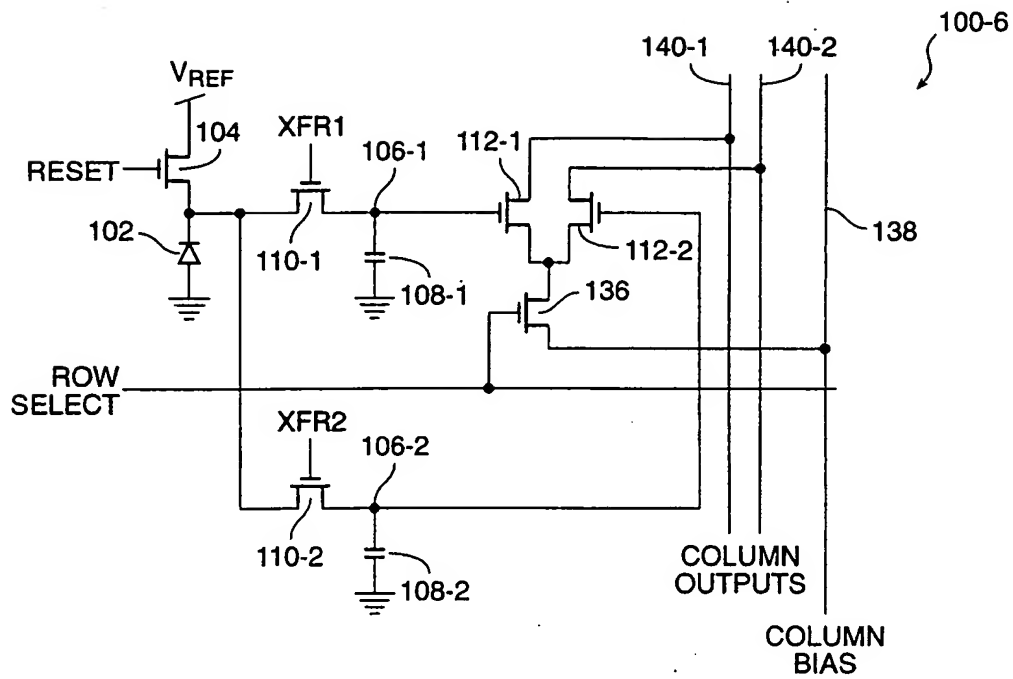 100-6
140-1
140-2
VREF
104
XFR1
106-1
112-1
RESET
102
110-1
108-1
112-2
138
136
ROW
SELECT
XFR2
106-2
110-2
108-2
COLUMN
OUTPUTS
COLUMN
BIAS